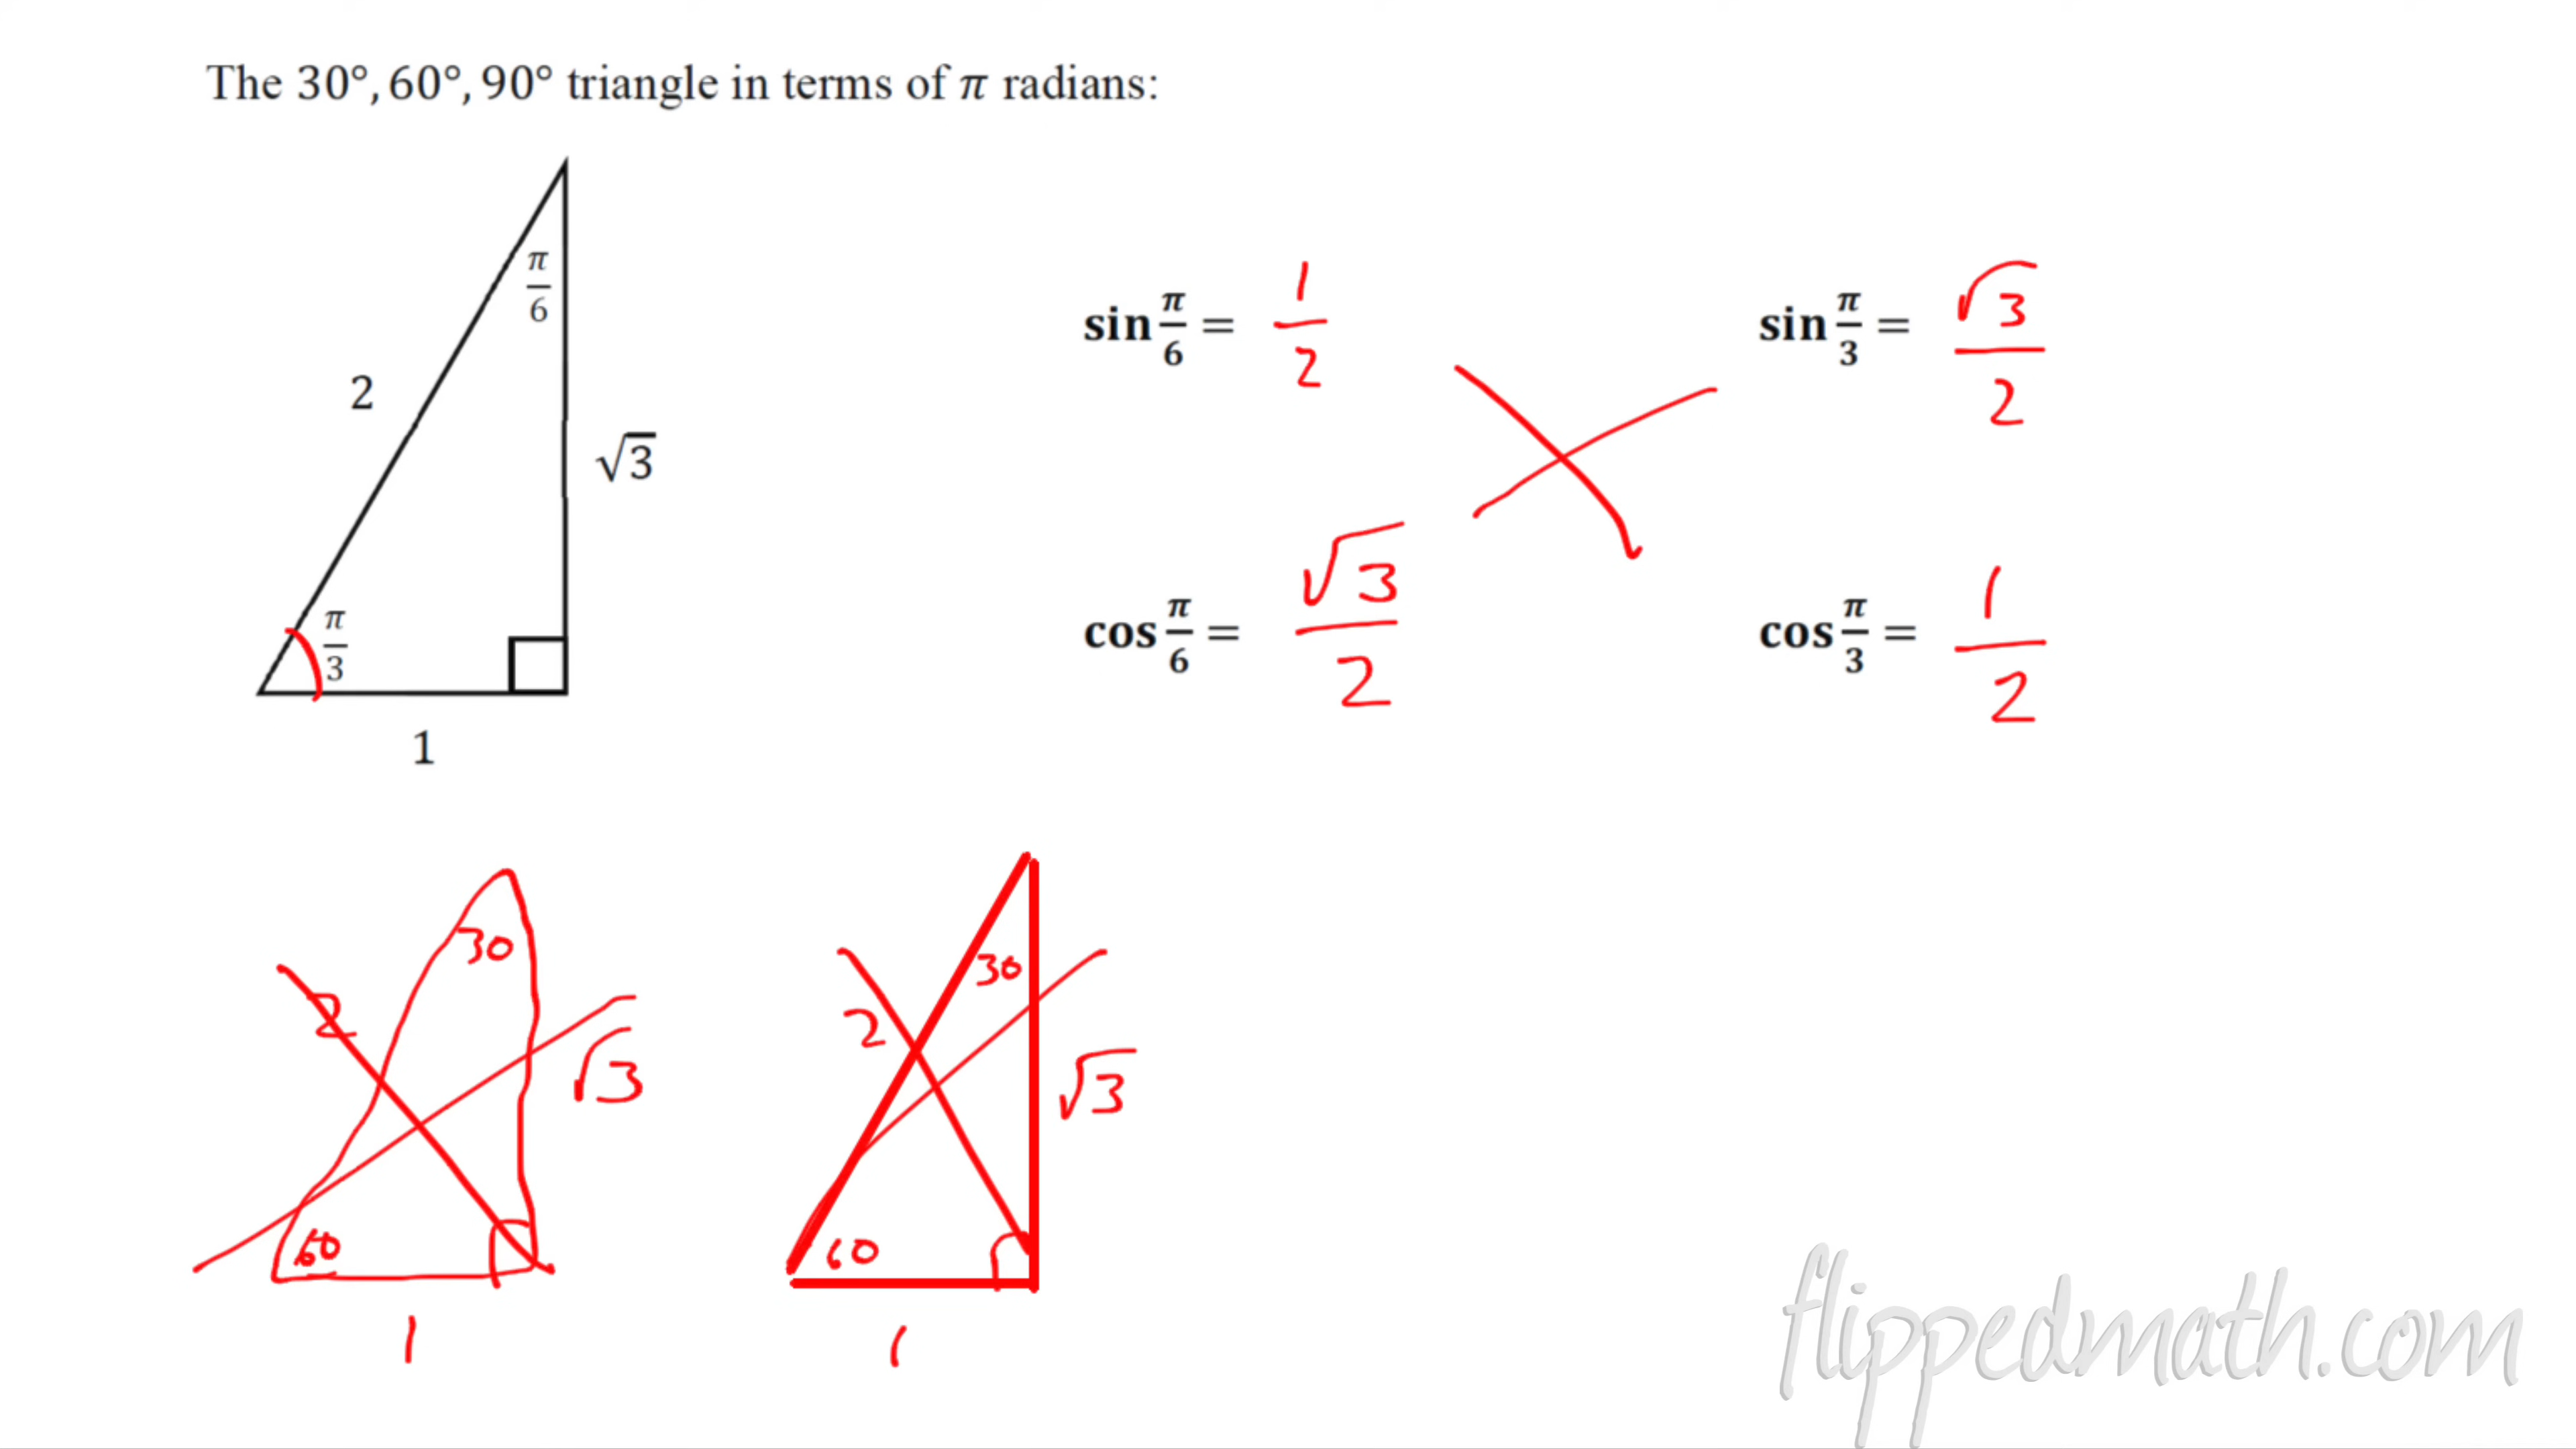 The 30°, 60°, 90° triangle in terms of π radians:
π/6
2
√3
π/3
1
sin π/6 = 1/2
sin π/3 = √3/2
cos π/6 = √3/2
cos π/3 = 1/2
30
2
√3
60
1
30
2
√3
60
1
flippedmath.com